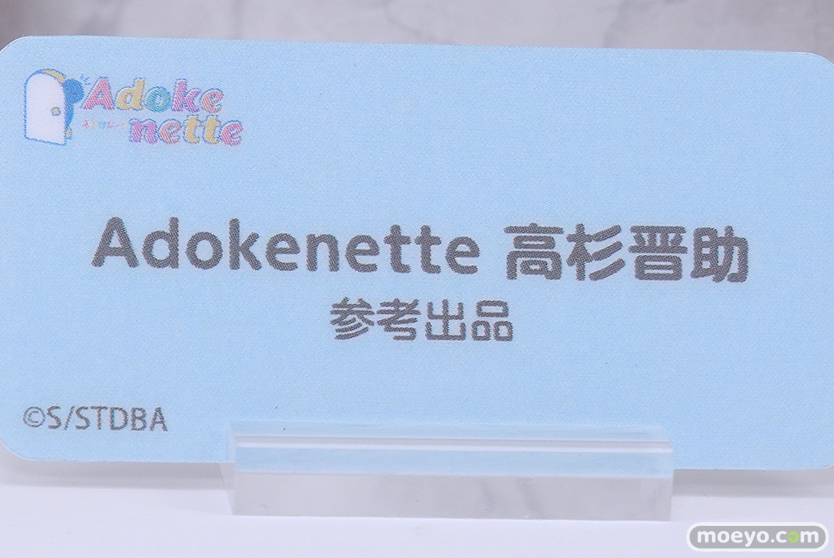 Adoke
nette
Adokenette 高杉晋助
参考出品
©S/STDBA
moeyo.com